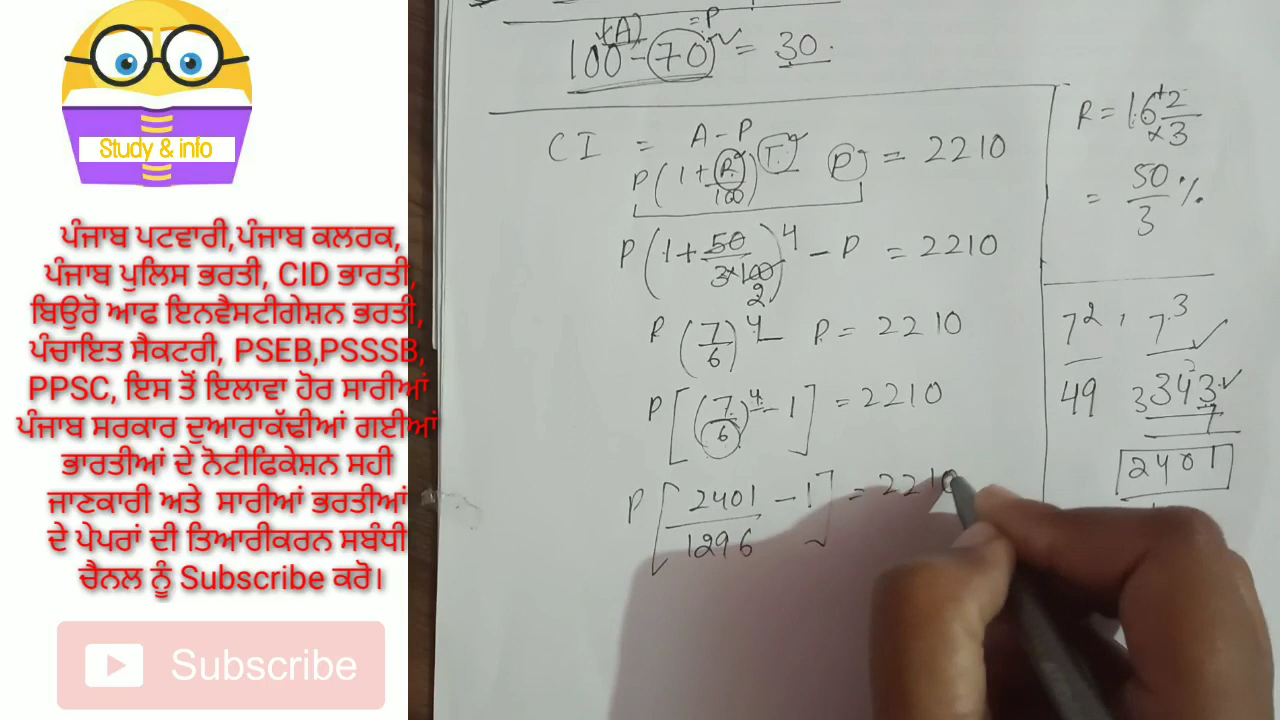 Study & info
ਪੰਜਾਬ ਪਟਵਾਰੀ,ਪੰਜਾਬ ਕਲਰਕ,
ਪੰਜਾਬ ਪੁਲਿਸ ਭਰਤੀ, CID ਭਾਰਤੀ,
ਬਿਉਰੋ ਆਫ ਇਨਵੈਸਟੀਗੇਸ਼ਨ ਭਰਤੀ,
ਪੰਚਾਇਤ ਸੈਕਟਰੀ, PSEB,PSSSB,
PPSC, ਇਸ ਤੋਂ ਇਲਾਵਾ ਹੋਰ ਸਾਰੀਆਂ
ਪੰਜਾਬ ਸਰਕਾਰ ਦੁਆਰਾਕੱਢੀਆਂ ਗਈਆਂ
ਭਾਰਤੀਆਂ ਦੇ ਨੋਟੀਫਿਕੇਸ਼ਨ ਸਹੀ
ਜਾਣਕਾਰੀ ਅਤੇ ਸਾਰੀਆਂ ਭਰਤੀਆਂ
ਦੇ ਪੇਪਰਾਂ ਦੀ ਤਿਆਰੀਕਰਨ ਸਬੰਧੀ
ਚੈਨਲ ਨੂੰ Subscribe ਕਰੋ।
Subscribe
(A) = P
100 - 70 = 30.
CI = A - P
P(1 + R/100)^T. P = 2210
P(1 + 50/3×100 2)^4 - P = 2210
P(7/6)^4 - P = 2210
P[(7/6)^4 - 1] = 2210
P[2401/1296 - 1] = 2210
R = 16 + 2 × 3
= 50/3 %
7^2 , 7^3
49 343
7
2401